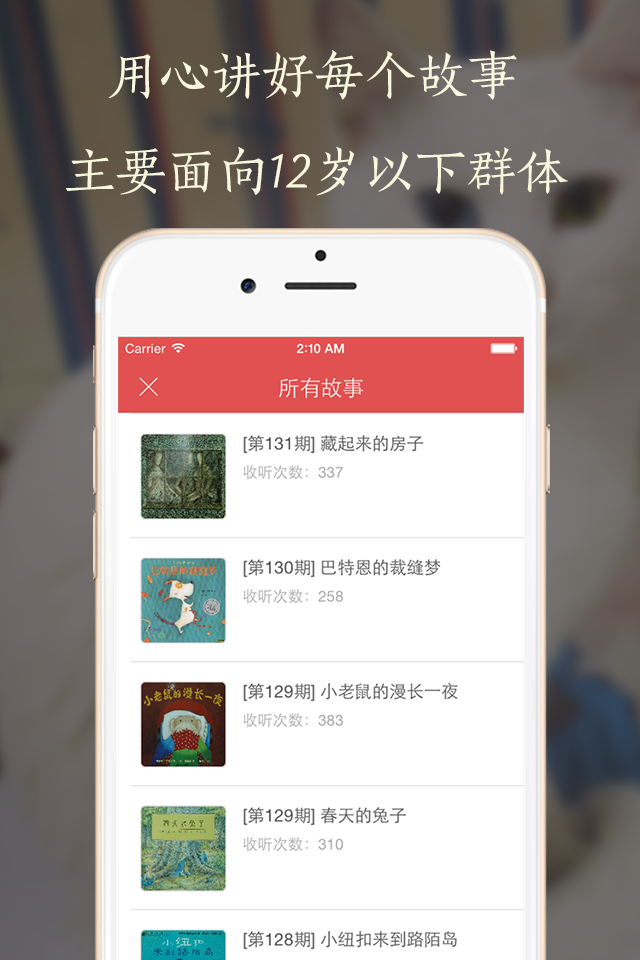 用心讲好每个故事
主要面向12岁以下群体
Carrier
2:10 AM
所有故事
[第131期] 藏起来的房子
收听次数：337
[第130期] 巴特恩的裁缝梦
收听次数：258
小老鼠的漫长一夜
[第129期] 小老鼠的漫长一夜
收听次数：383
春天的兔子
[第129期] 春天的兔子
收听次数：310
小纽扣
来到路陌岛
[第128期] 小纽扣来到路陌岛